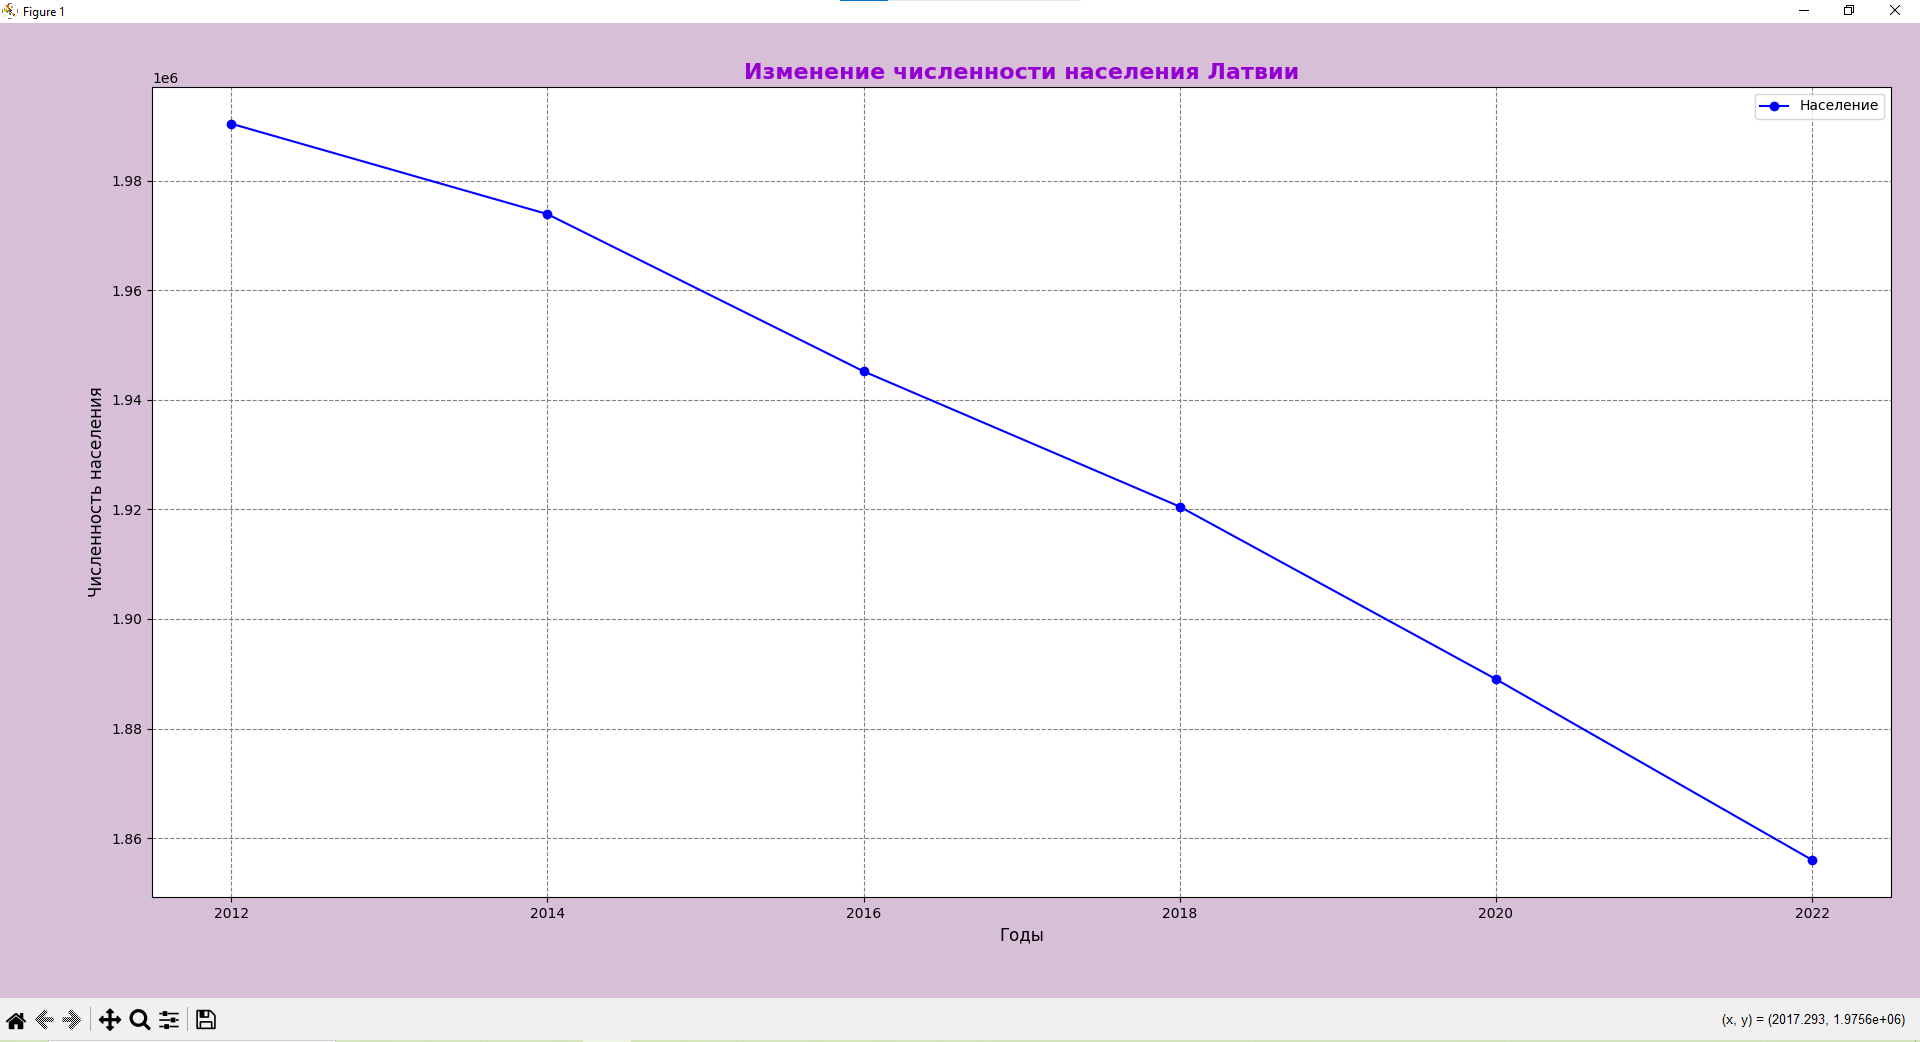 Figure 1
Изменение численности населения Латвии
1e6
Население
1.98
1.96
1.94
1.92
1.90
1.88
1.86
Численность населения
2012 2014 2016 2018 2020 2022
Годы
(x, y) = (2017.293, 1.9756e+06)